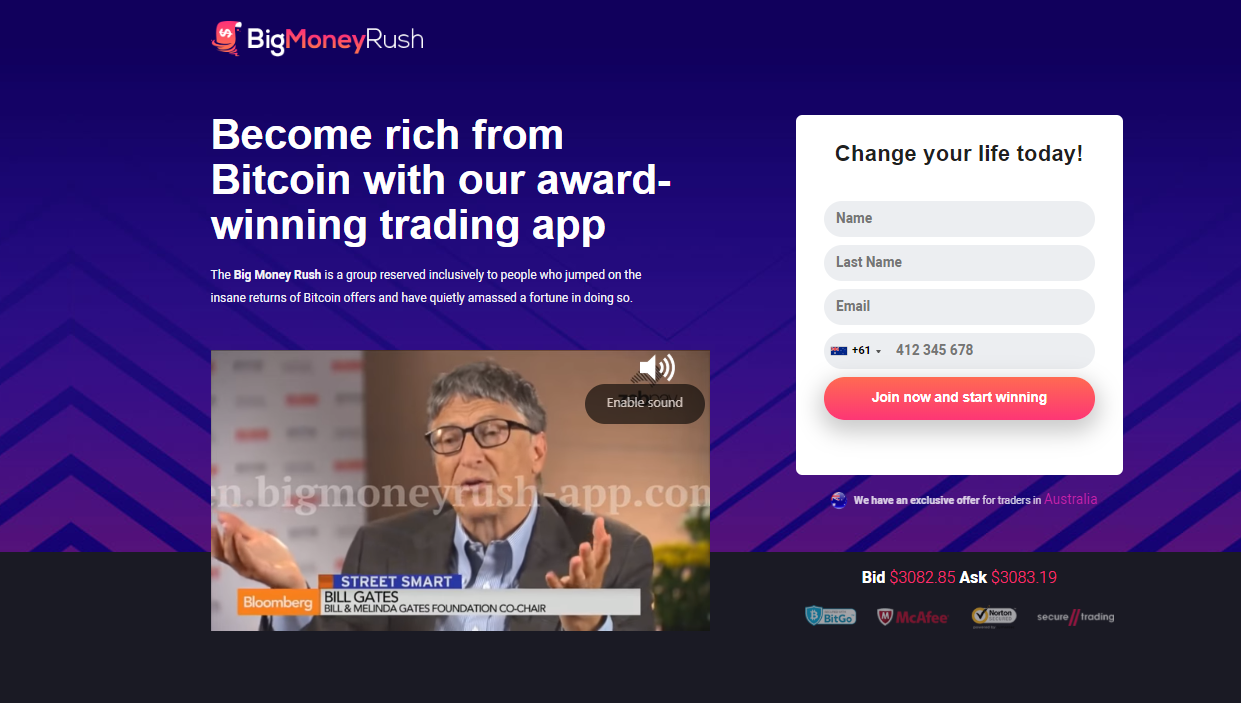 BigMoneyRush
Become rich from
Bitcoin with our award-
winning trading app
The Big Money Rush is a group reserved inclusively to people who jumped on the
insane returns of Bitcoin offers and have quietly amassed a fortune in doing so.
Enable sound
en.bigmoneyrush-app.com
STREET SMART
Bloomberg
BILL GATES
BILL & MELINDA GATES FOUNDATION CO-CHAIR
Change your life today!
Name
Last Name
Email
+61 412 345 678
Join now and start winning
We have an exclusive offer for traders in Australia
Bid $3082.85 Ask $3083.19
BitGo McAfee Norton secure//trading
SECURED